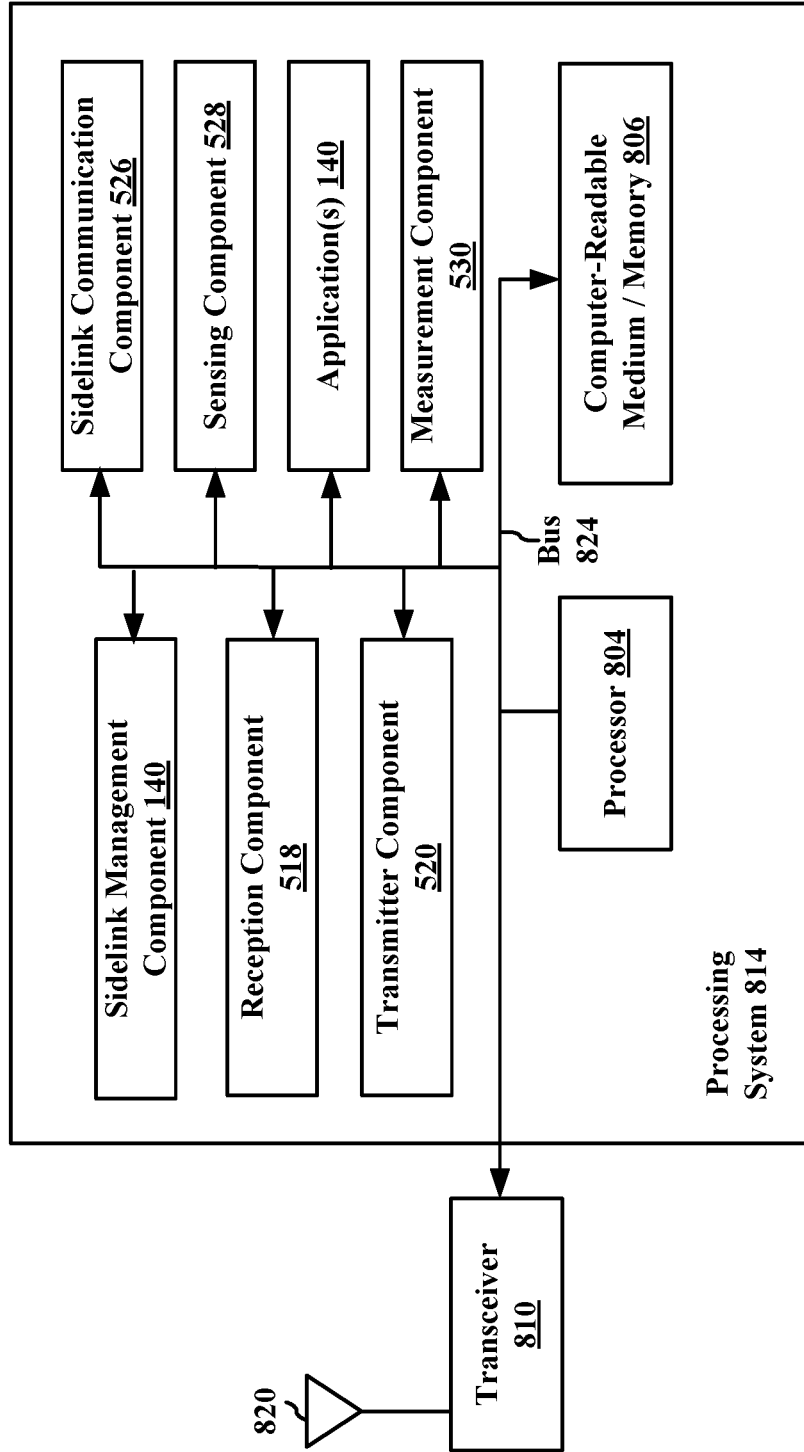 820
Transceiver
810
Processing
System 814
Sidelink Management
Component 140
Reception Component
518
Transmitter Component
520
Processor 804
Bus
824
Sidelink Communication
Component 526
Sensing Component 528
Application(s) 140
Measurement Component
530
Computer-Readable
Medium / Memory 806